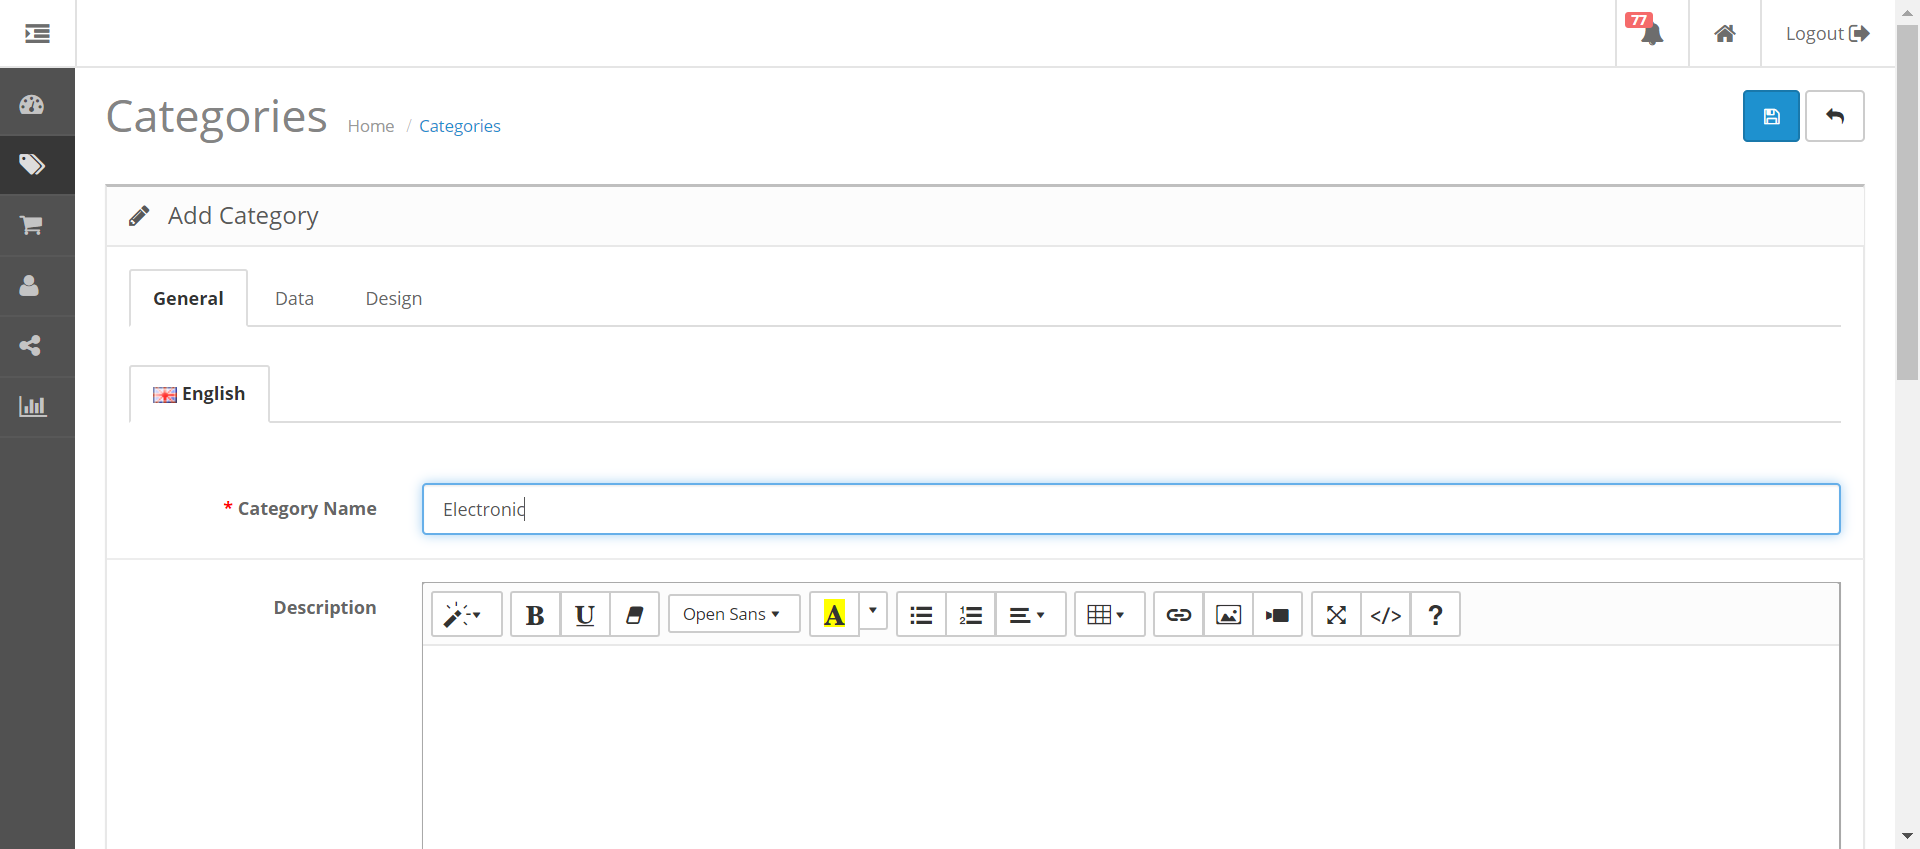 77
Logout
Categories
Home / Categories
Add Category
General Data Design
English
* Category Name
Electronic
Description
B U Open Sans A </> ?